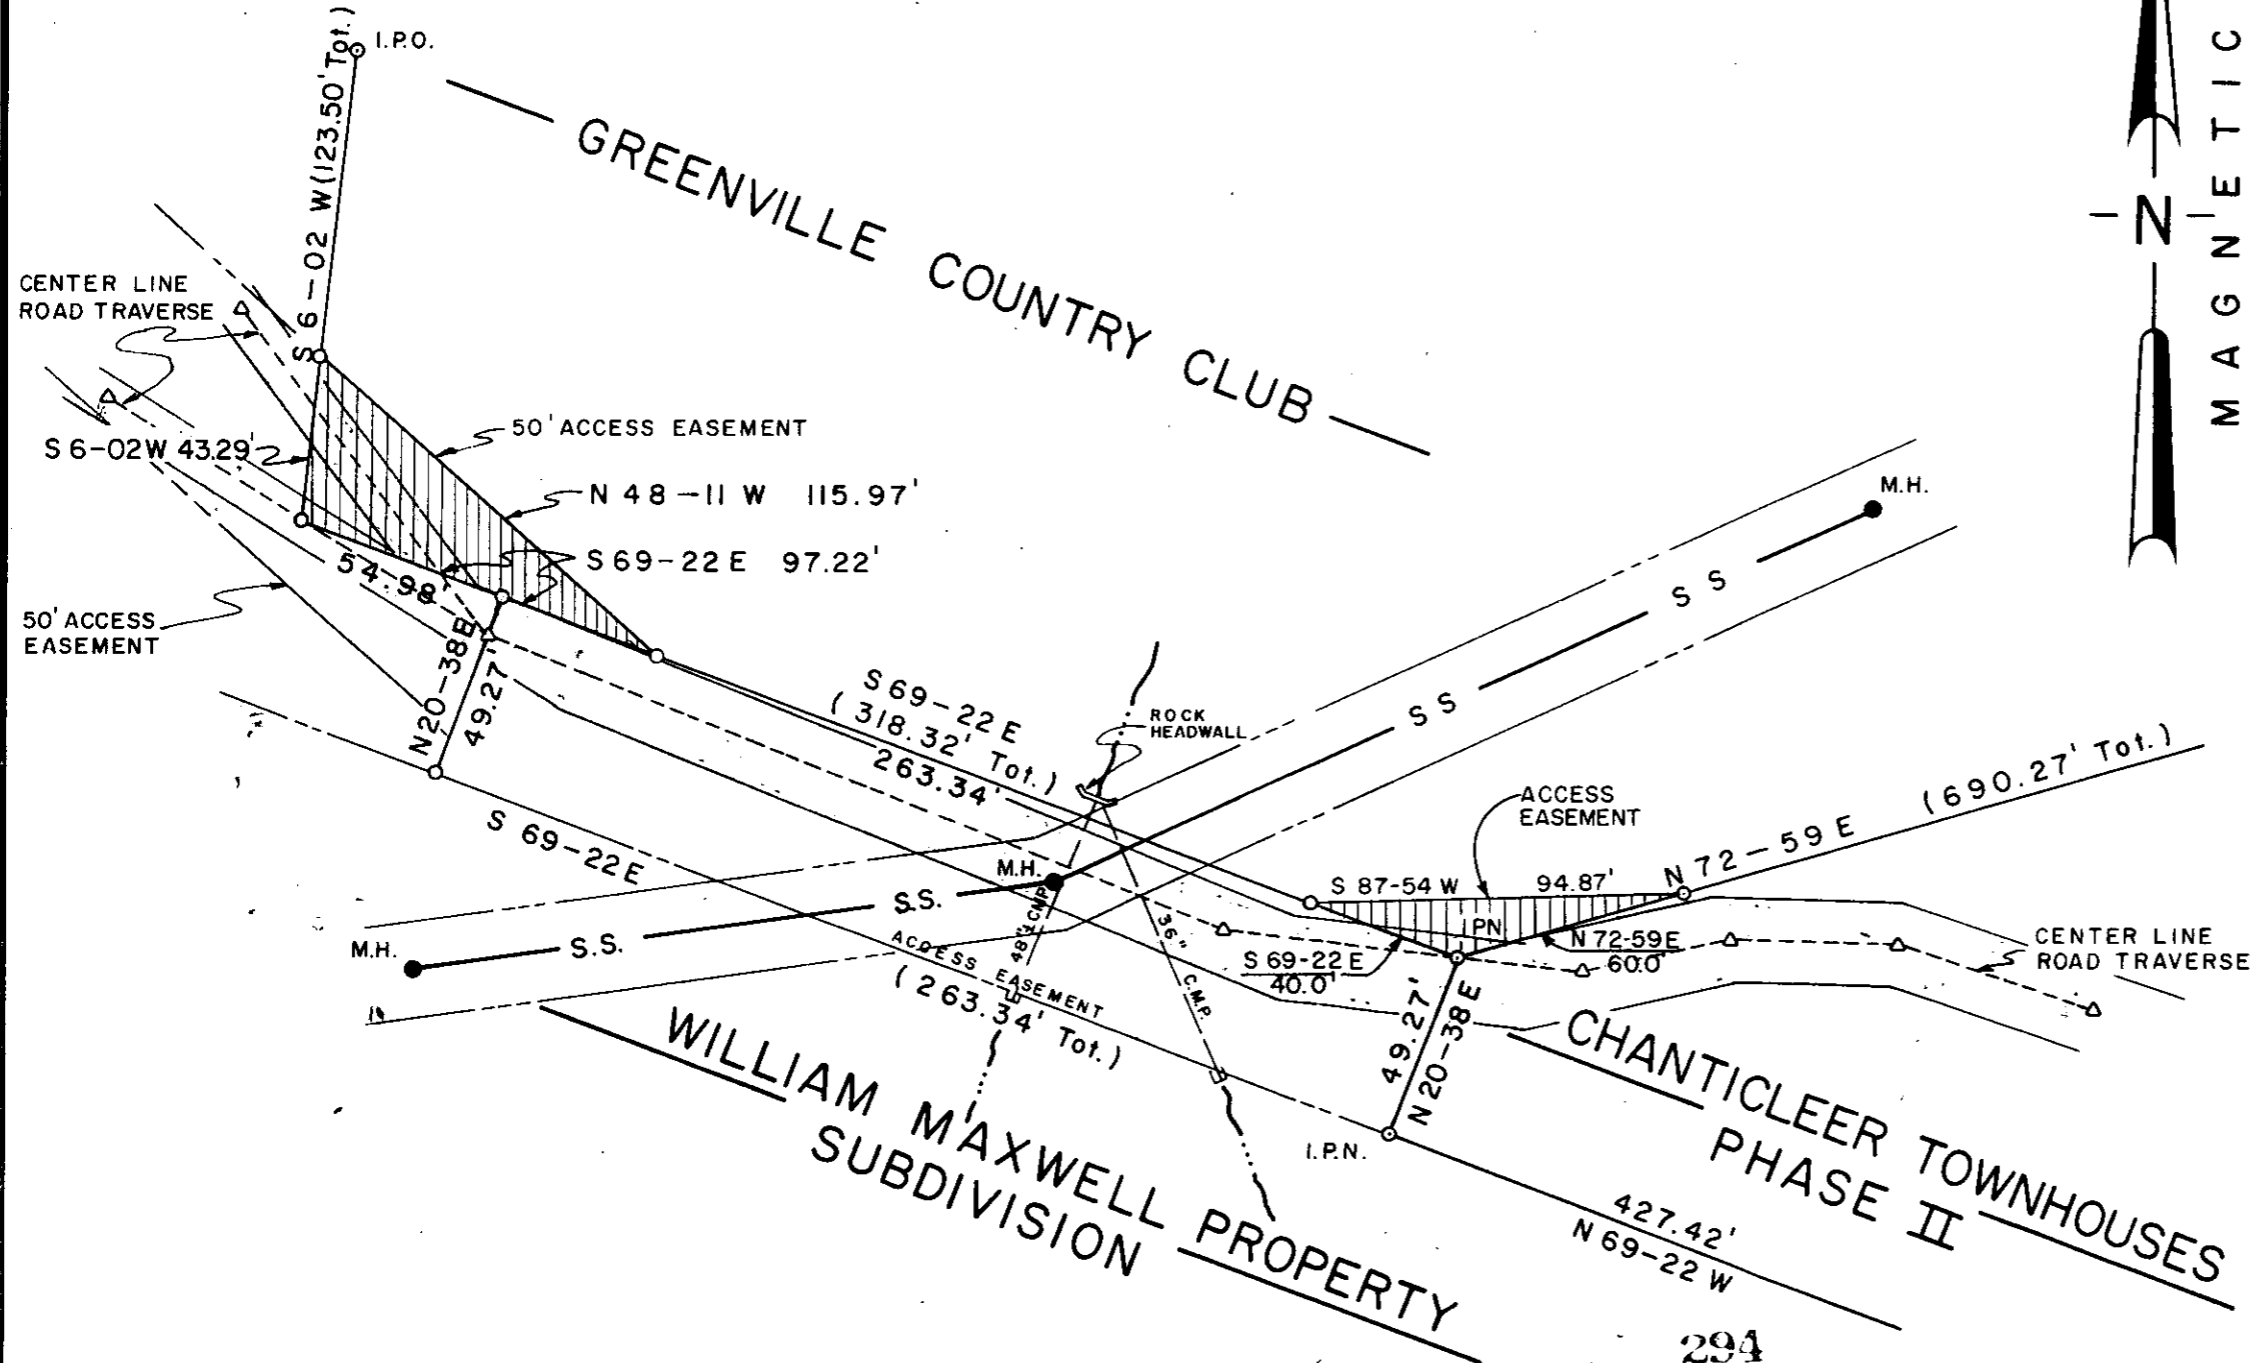 I.P.O.
S 6-02 W (123.50' Tot.)
MAGNETIC
-N-
GREENVILLE COUNTRY CLUB
CENTER LINE
ROAD TRAVERSE
S 6-02W 43.29'
50' ACCESS EASEMENT
N 48-11 W 115.97'
S 69-22 E 97.22'
54.98'
50' ACCESS
EASEMENT
N 20-38 E
49.27'
S 69-22 E
S 69-22 E
(318.32' Tot.)
263.34'
ROCK
HEADWALL
M.H.
S S
S S
M.H.
S.S.
S.S.
M.H.
48" CMP
36" C.M.P.
ACCESS EASEMENT
(263.34' Tot.)
ACCESS
EASEMENT
S 87-54 W 94.87'
N 72-59 E (690.27' Tot.)
IPN
S 69-22 E
40.0'
N 72-59 E
60.0'
CENTER LINE
ROAD TRAVERSE
49.27'
N 20-38 E
I.P.N.
WILLIAM MAXWELL PROPERTY
SUBDIVISION
CHANTICLEER TOWNHOUSES
PHASE II
427.42'
N 69-22 W
294